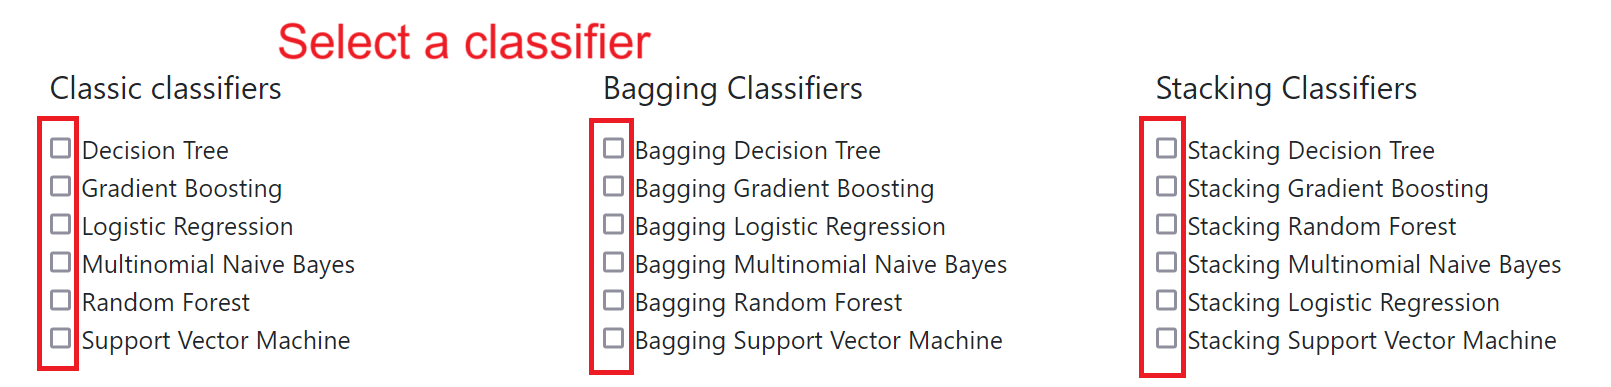 Select a classifier
Classic classifiers
Decision Tree
Gradient Boosting
Logistic Regression
Multinomial Naive Bayes
Random Forest
Support Vector Machine
Bagging Classifiers
Bagging Decision Tree
Bagging Gradient Boosting
Bagging Logistic Regression
Bagging Multinomial Naive Bayes
Bagging Random Forest
Bagging Support Vector Machine
Stacking Classifiers
Stacking Decision Tree
Stacking Gradient Boosting
Stacking Random Forest
Stacking Multinomial Naive Bayes
Stacking Logistic Regression
Stacking Support Vector Machine